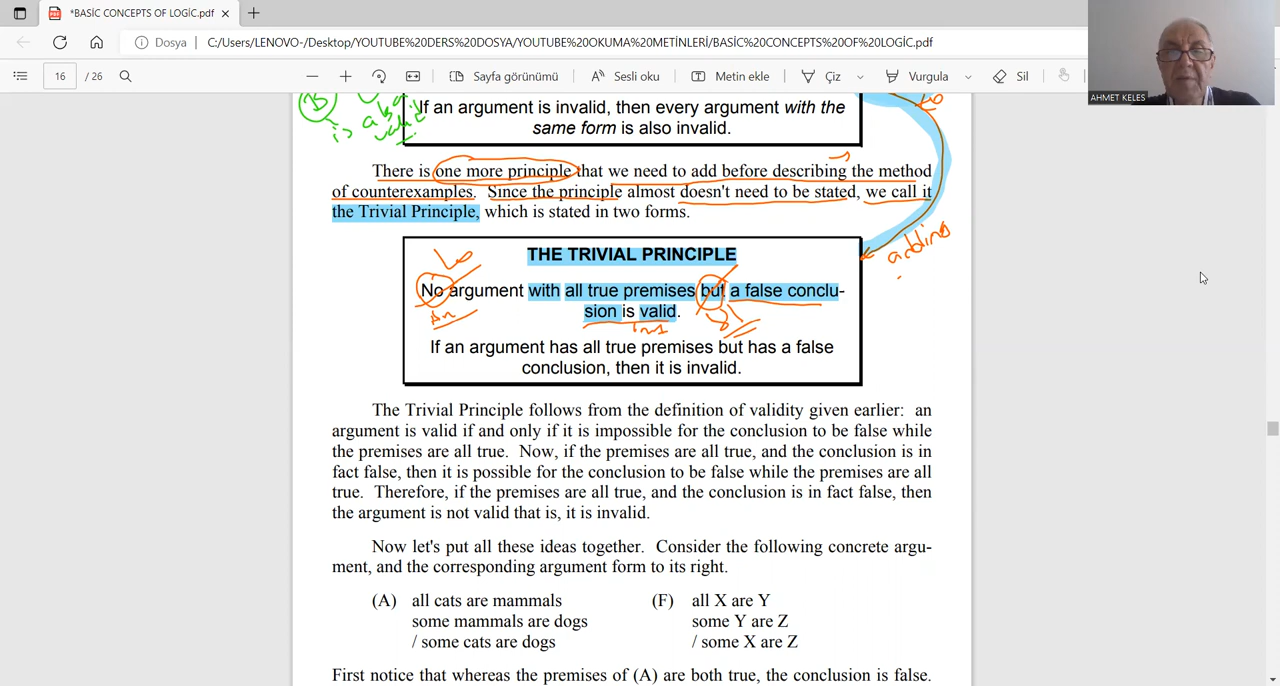 *BASİC CONCEPTS OF LOGİC.pdf
Dosya
C:/Users/LENOVO-/Desktop/YOUTUBE%20DERS%20DOSYA/YOUTUBE%20OKUMA%20METİNLERİ/BASİC%20CONCEPTS%20OF%20LOGİC.pdf
16 / 26
Sayfa görünümü
Sesli oku
Metin ekle
Çiz
Vurgula
Sil
AHMET KELES
is also
valid
If an argument is invalid, then every argument with the
same form is also invalid.
to
There is one more principle that we need to add before describing the method
of counterexamples. Since the principle almost doesn't need to be stated, we call it
the Trivial Principle, which is stated in two forms.
adding
THE TRIVIAL PRINCIPLE
No argument with all true premises but a false conclu-
sion is valid.
An
If an argument has all true premises but has a false
conclusion, then it is invalid.
The Trivial Principle follows from the definition of validity given earlier: an
argument is valid if and only if it is impossible for the conclusion to be false while
the premises are all true. Now, if the premises are all true, and the conclusion is in
fact false, then it is possible for the conclusion to be false while the premises are all
true. Therefore, if the premises are all true, and the conclusion is in fact false, then
the argument is not valid that is, it is invalid.
Now let's put all these ideas together. Consider the following concrete argu-
ment, and the corresponding argument form to its right.
(A) all cats are mammals (F) all X are Y
some mammals are dogs some Y are Z
/ some cats are dogs / some X are Z
First notice that whereas the premises of (A) are both true, the conclusion is false.